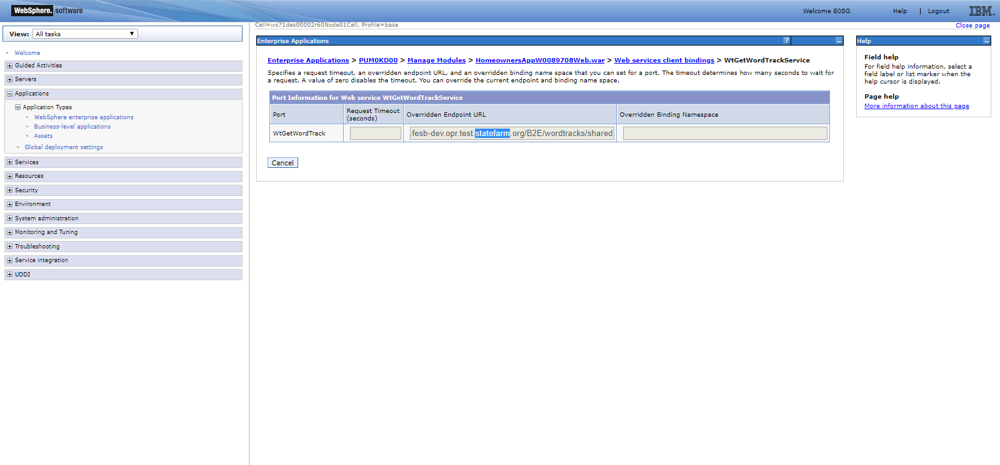 WebSphere. software
Welcome E0SG
Help | Logout
IBM.
View: All tasks
Cell=ws71des00002r60Node01Cell, Profile=base
Close page
Welcome
Guided Activities
Servers
Applications
Application Types
WebSphere enterprise applications
Business-level applications
Assets
Global deployment settings
Services
Resources
Security
Environment
System administration
Monitoring and Tuning
Troubleshooting
Service integration
UDDI
Enterprise Applications
?
Enterprise Applications > PUM0KD00 > Manage Modules > HomeownersAppW0089708Web.war > Web services client bindings > WtGetWordTrackService
Specifies a request timeout, an overridden endpoint URL, and an overridden binding name space that you can set for a port. The timeout determines how many seconds to wait for
a request. A value of zero disables the timeout. You can override the current endpoint and binding name space.
Port Information for Web service WtGetWordTrackService
Port
Request Timeout
(seconds)
Overridden Endpoint URL
Overridden Binding Namespace
WtGetWordTrack
fesb-dev.opr.test.statefarm.org/B2E/wordtracks/shared
Cancel
Help
Field help
For field help information, select a
field label or list marker when the
help cursor is displayed.
Page help
More information about this page